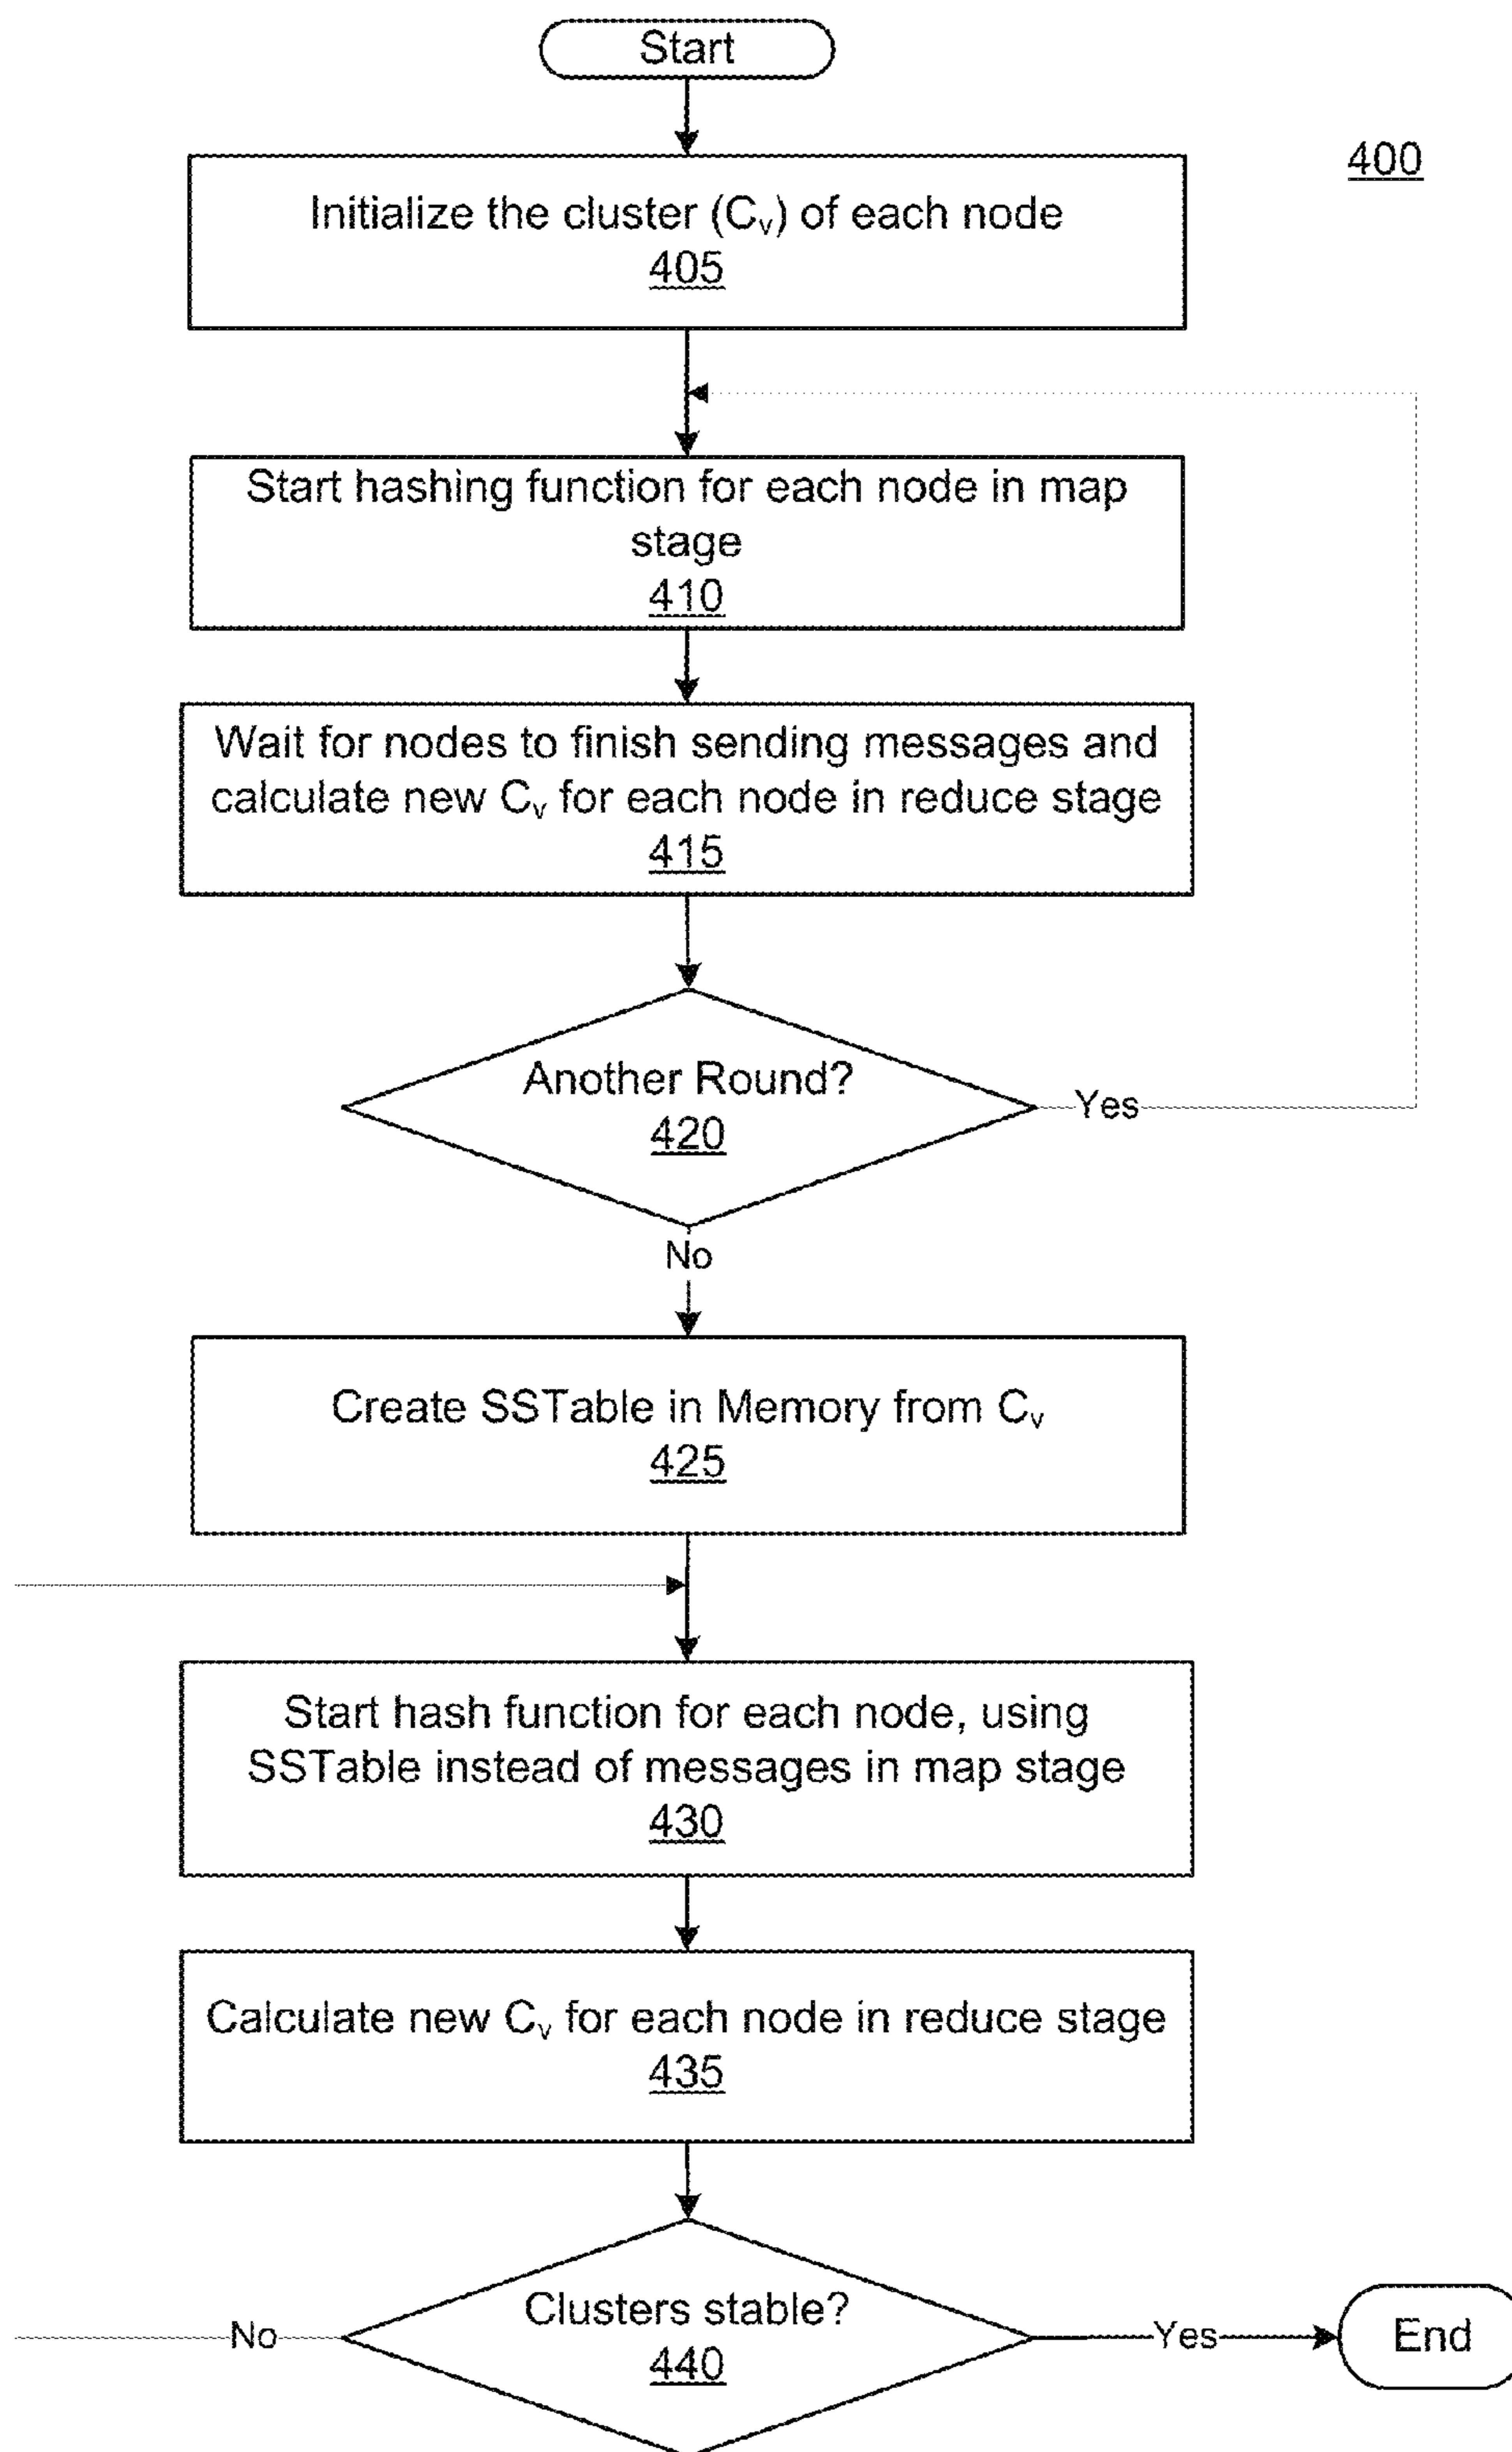 Start
400
Initialize the cluster (Cv) of each node
405
Start hashing function for each node in map
stage
410
Wait for nodes to finish sending messages and
calculate new Cv for each node in reduce stage
415
Another Round?
420
Yes
No
Create SSTable in Memory from Cv
425
Start hash function for each node, using
SSTable instead of messages in map stage
430
Calculate new Cv for each node in reduce stage
435
Clusters stable?
440
No
Yes
End